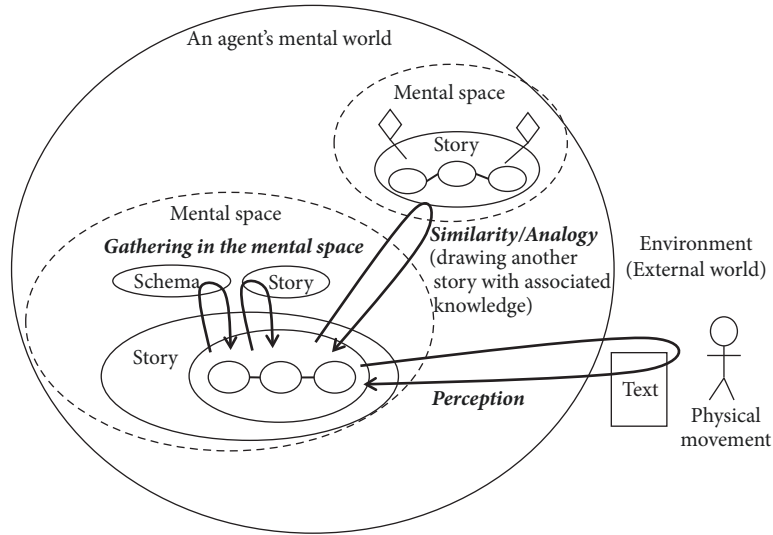 An agent's mental world
Mental space
Story
Mental space
Gathering in the mental space
Schema
Story
Story
Similarity/Analogy
(drawing another
story with associated
knowledge)
Perception
Environment
(External world)
Text
Physical
movement